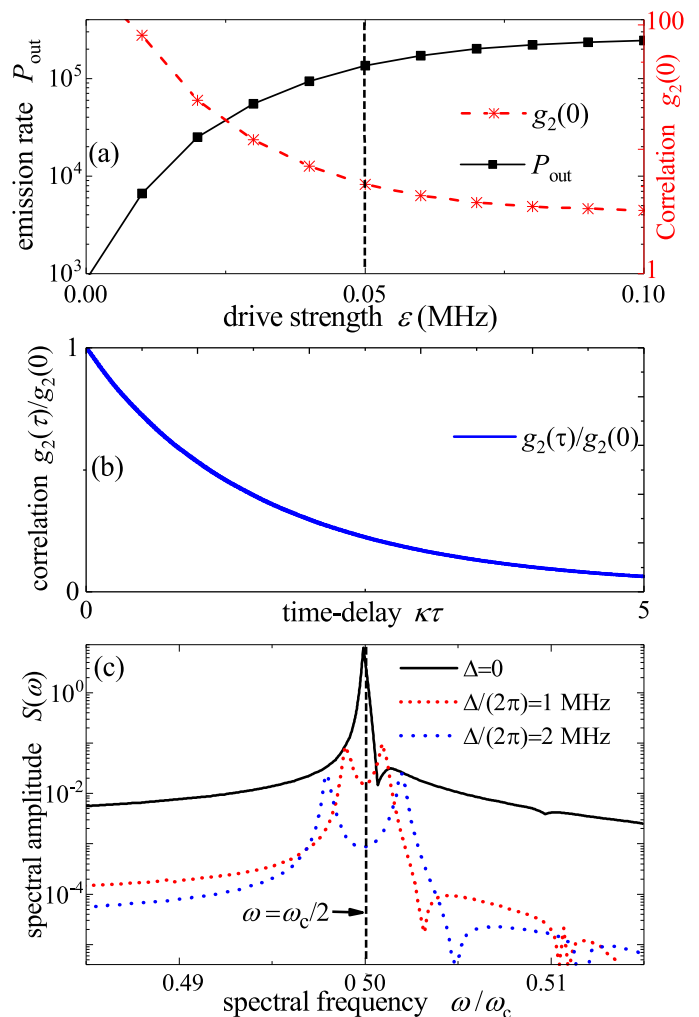 (a)
emission rate P_out
10^5
10^4
10^3
100
1
Correlation g_2(0)
g_2(0)
P_out
0.00
0.05
0.10
drive strength ε (MHz)
(b)
correlation g_2(τ)/g_2(0)
1
0
g_2(τ)/g_2(0)
0
5
time-delay κτ
(c)
spectral amplitude S(ω)
10^0
10^-2
10^-4
Δ=0
Δ/(2π)=1 MHz
Δ/(2π)=2 MHz
ω=ω_c/2
0.49
0 50
0.51
spectral frequency ω/ω_c